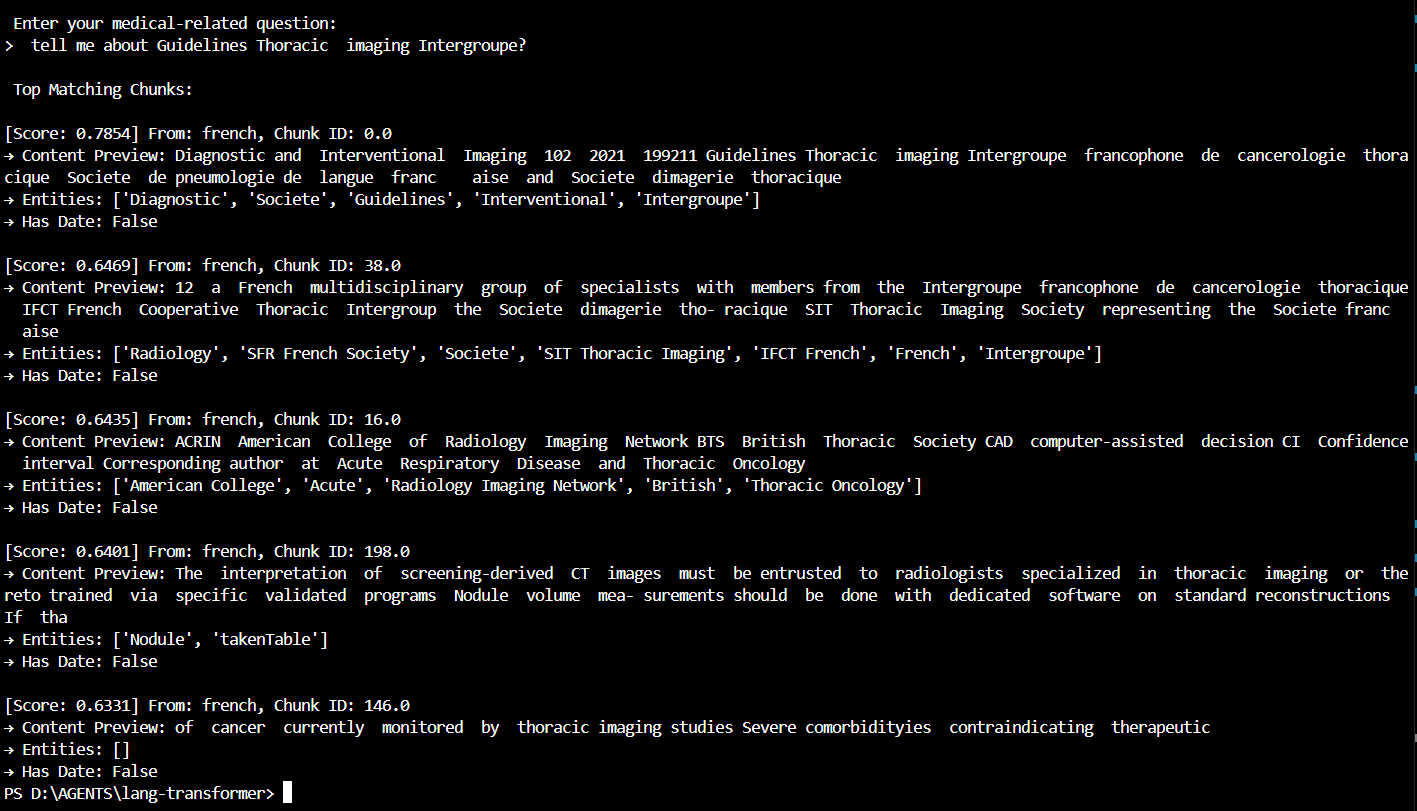 Enter your medical-related question:
>  tell me about Guidelines Thoracic  imaging Intergroupe?
Top Matching Chunks:
[Score: 0.7854] From: french, Chunk ID: 0.0
→ Content Preview: Diagnostic and  Interventional  Imaging  102  2021  199211 Guidelines Thoracic  imaging Intergroupe  francophone  de  cancerologie  thora
cique  Societe  de pneumologie de  langue  franc    aise  and  Societe  dimagerie  thoracique
→ Entities: ['Diagnostic', 'Societe', 'Guidelines', 'Interventional', 'Intergroupe']
→ Has Date: False
[Score: 0.6469] From: french, Chunk ID: 38.0
→ Content Preview: 12  a  French  multidisciplinary  group  of  specialists  with  members from  the  Intergroupe  francophone  de  cancerologie  thoracique
IFCT French  Cooperative  Thoracic  Intergroup  the  Societe  dimagerie  tho- racique  SIT  Thoracic  Imaging  Society  representing  the  Societe franc
aise
→ Entities: ['Radiology', 'SFR French Society', 'Societe', 'SIT Thoracic Imaging', 'IFCT French', 'French', 'Intergroupe']
→ Has Date: False
[Score: 0.6435] From: french, Chunk ID: 16.0
→ Content Preview: ACRIN  American  College  of  Radiology  Imaging  Network BTS  British  Thoracic  Society CAD  computer-assisted  decision CI  Confidence
interval Corresponding author  at  Acute  Respiratory  Disease  and  Thoracic  Oncology
→ Entities: ['American College', 'Acute', 'Radiology Imaging Network', 'British', 'Thoracic Oncology']
→ Has Date: False
[Score: 0.6401] From: french, Chunk ID: 198.0
→ Content Preview: The  interpretation  of  screening-derived  CT  images  must  be entrusted  to  radiologists  specialized  in  thoracic  imaging  or  the
reto trained  via  specific  validated  programs  Nodule  volume  mea- surements should  be  done  with  dedicated  software  on  standard reconstructions
If  tha
→ Entities: ['Nodule', 'takenTable']
→ Has Date: False
[Score: 0.6331] From: french, Chunk ID: 146.0
→ Content Preview: of  cancer  currently  monitored  by  thoracic imaging studies Severe comorbidityies  contraindicating  therapeutic
→ Entities: []
→ Has Date: False
PS D:\AGENTS\lang-transformer>